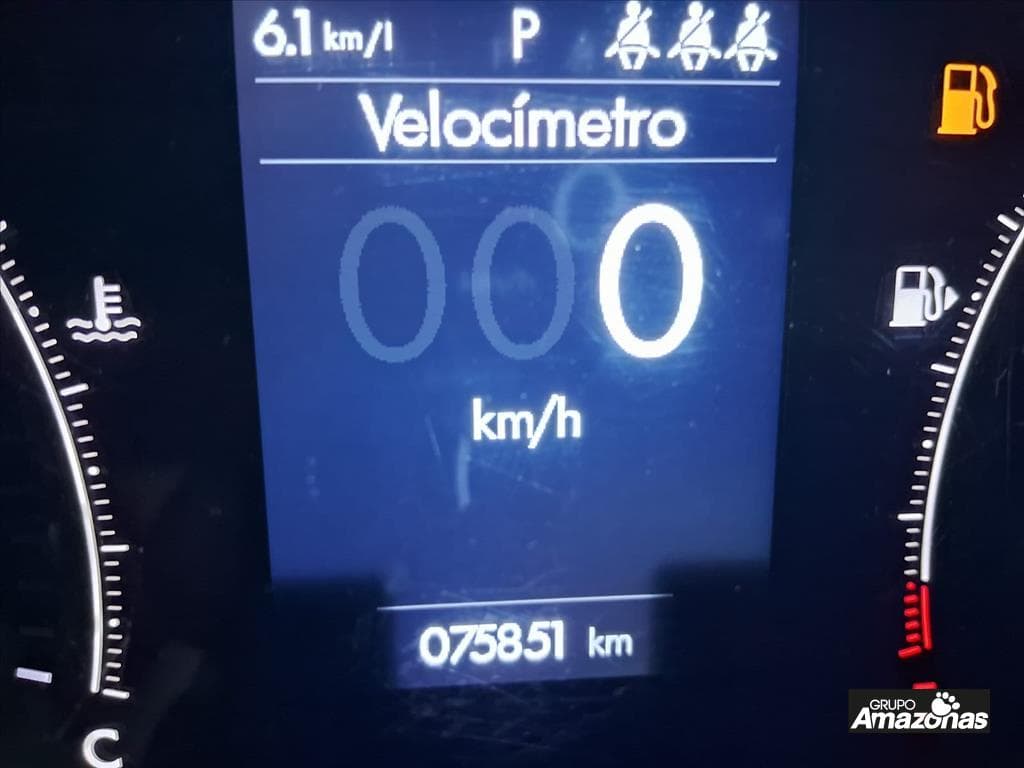 6.1 km/l P
Velocímetro
000
km/h
075851 km
C
GRUPO
AMAZONAS